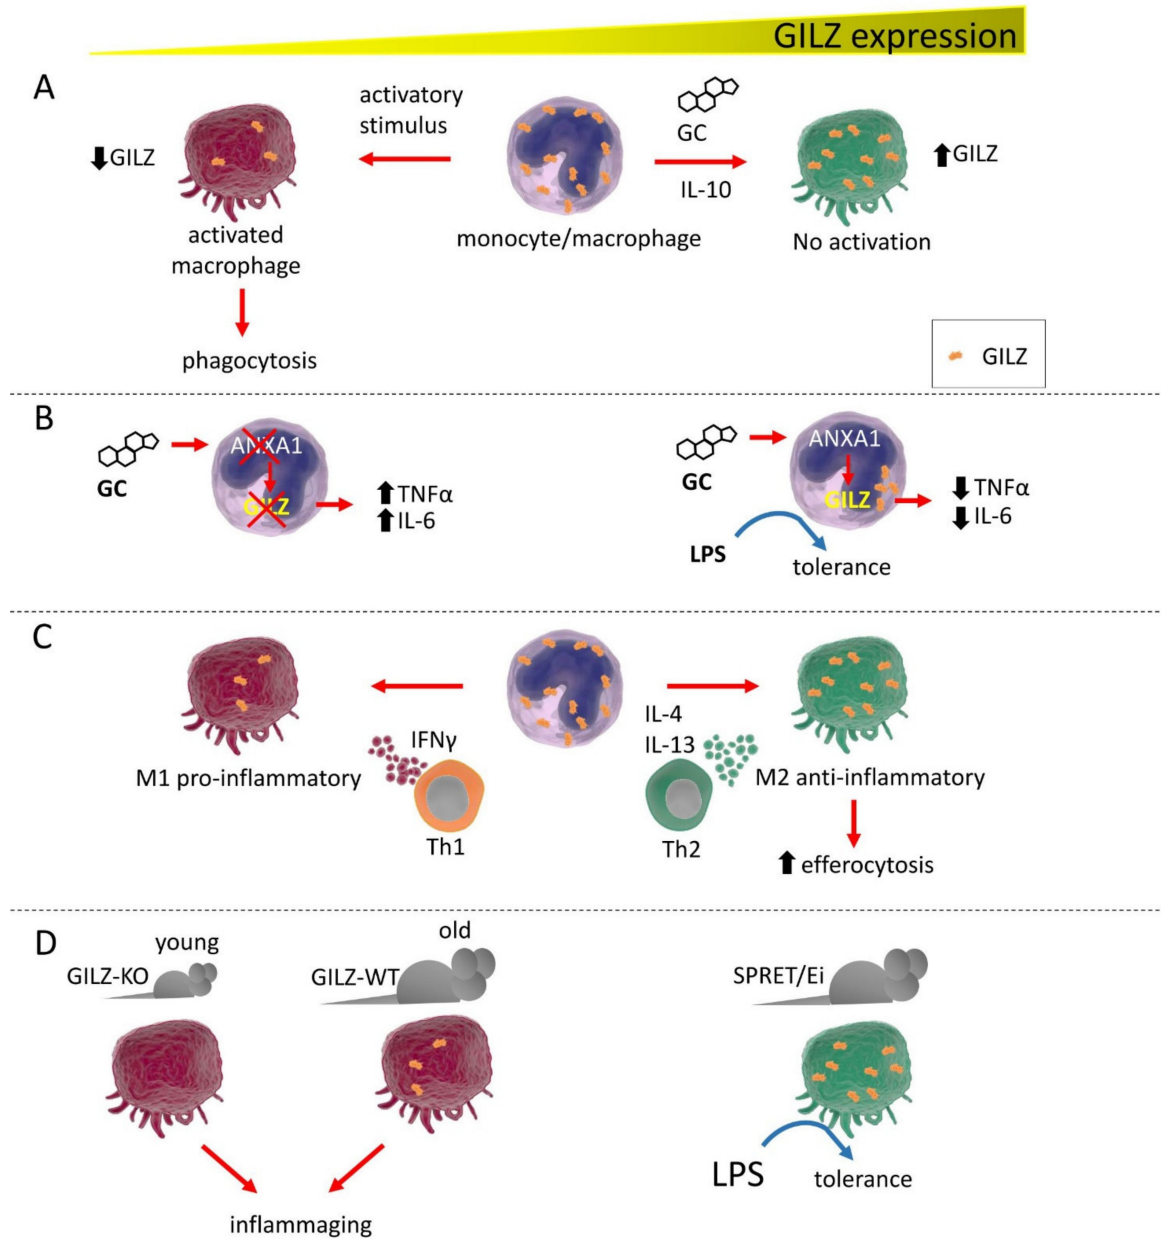 GILZ expression
A
activatory
stimulus
GC
IL-10
GILZ
GILZ
activated
macrophage
monocyte/macrophage
No activation
phagocytosis
GILZ
B
GC
ANXA1
GILZ
TNFα
IL-6
GC
ANXA1
GILZ
TNFα
IL-6
LPS
tolerance
C
M1 pro-inflammatory
IFNγ
Th1
IL-4
IL-13
Th2
M2 anti-inflammatory
efferocytosis
D
young
GILZ-KO
old
GILZ-WT
SPRET/Ei
inflammaging
LPS
tolerance